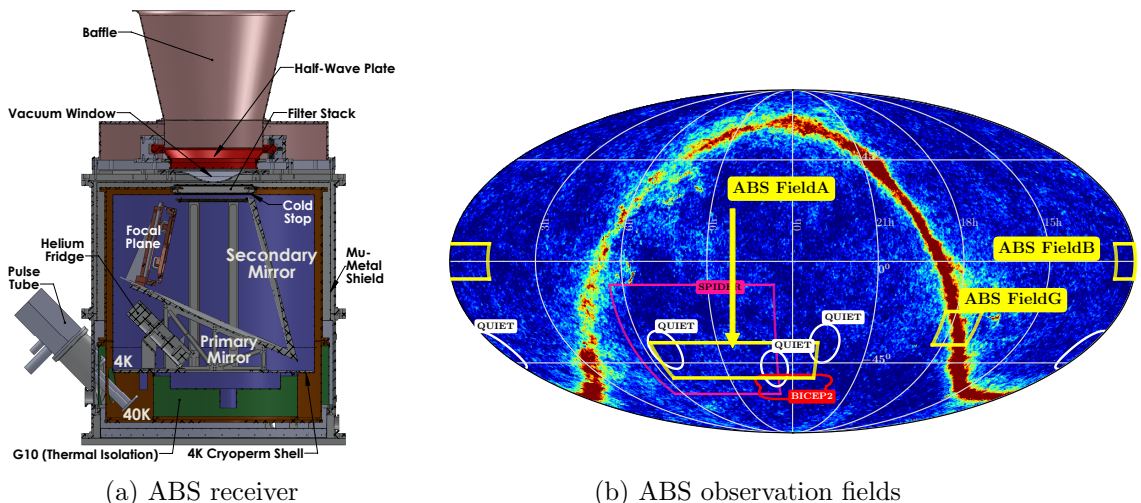 Baffle
Half-Wave Plate
Vacuum Window
Filter Stack
Cold
Stop
Focal
Plane
Helium
Fridge
Secondary
Mirror
Mu-
Metal
Shield
Pulse
Tube
Primary
Mirror
4K
40K
G10 (Thermal Isolation)
4K Cryoperm Shell
(a) ABS receiver
ABS FieldA
21h
18h
15h
0h
3h
ABS FieldB
0°
SPIDER
ABS FieldG
QUIET
QUIET
QUIET
QUIET
-45°
BICEP2
(b) ABS observation fields